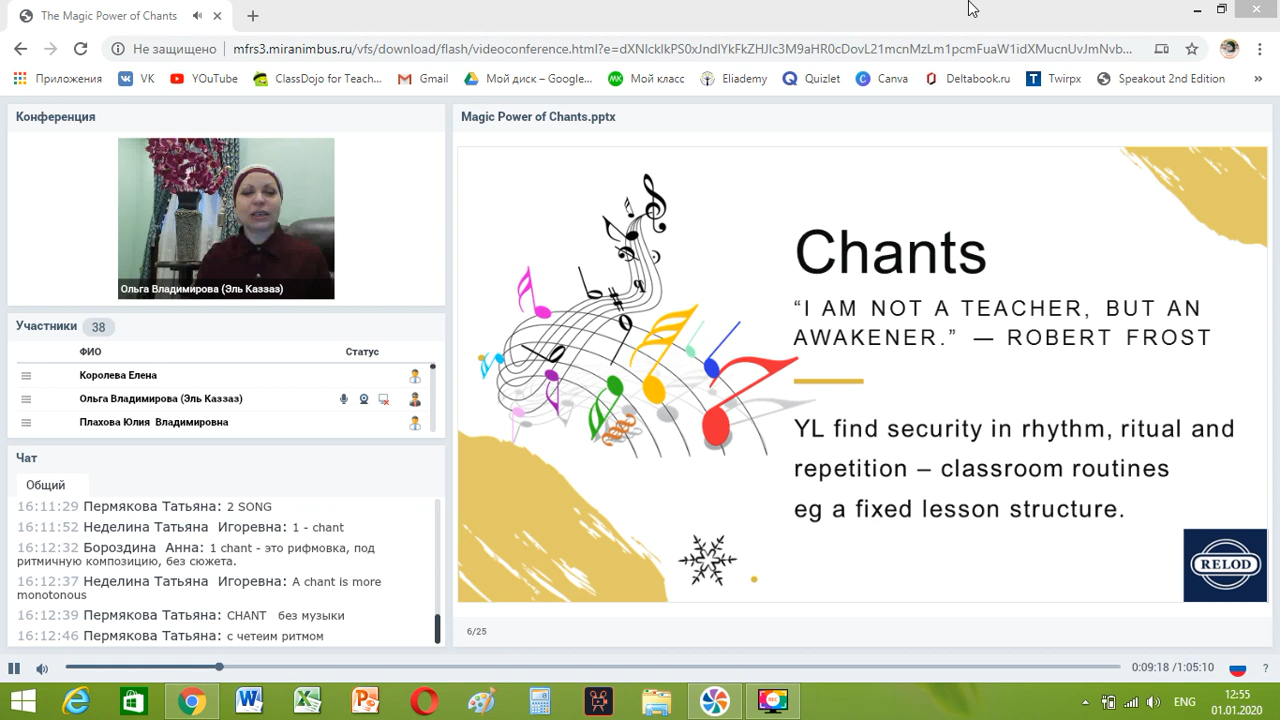 The Magic Power of Chants
Не защищено
mfrs3.miranimbus.ru/vfs/download/flash/videoconference.html?e=dXNlcklkPS0xJndlYkFkZHJlc3M9aHR0cDovL21mcnMzLm1pcmFuaW1idXMucnUvJmNvb...
Приложения
VK
YOutube
ClassDojo for Teach...
Gmail
Мой диск – Google...
Мой класс
Eliademy
Quizlet
Canva
Deltabook.ru
Twirpx
Speakout 2nd Edition
Конференция
Ольга Владимирова (Эль Каззаз)
Участники 38
ФИО Статус
Королева Елена
Ольга Владимирова (Эль Каззаз)
Плахова Юлия Владимировна
Чат
Общий
16:11:29 Пермякова Татьяна: 2 SONG
16:11:52 Неделина Татьяна Игоревна: 1 - chant
16:12:32 Бороздина Анна: 1 chant - это рифмовка, под
ритмичную композицию, без сюжета.
16:12:37 Неделина Татьяна Игоревна: A chant is more
monotonous
16:12:39 Пермякова Татьяна: CHANT без музыки
16:12:46 Пермякова Татьяна: с четеим ритмом
Magic Power of Chants.pptx
Chants
“I AM NOT A TEACHER, BUT AN
AWAKENER.” — ROBERT FROST
YL find security in rhythm, ritual and
repetition – classroom routines
eg a fixed lesson structure.
RELOD
6/25
0:09:18 / 1:05:10
?
ENG
12:55
01.01.2020